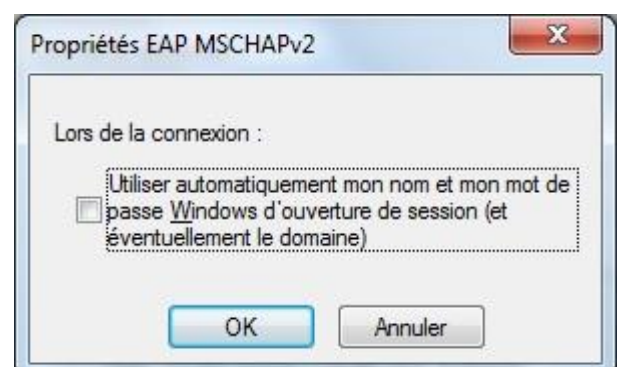 Propriétés EAP MSCHAPv2
Lors de la connexion :
Utiliser automatiquement mon nom et mon mot de
passe Windows d'ouverture de session (et
éventuellement le domaine)
OK
Annuler